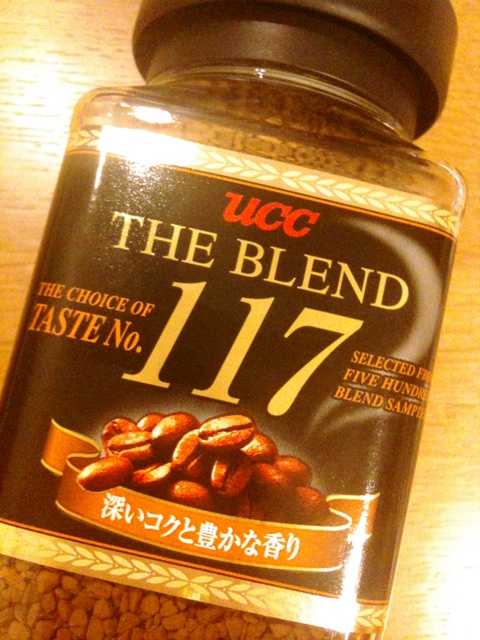 UCC
THE BLEND
117
THE CHOICE OF
TASTE No.
SELECTED
FIVE
BLEND
深いコクと豊かな香り